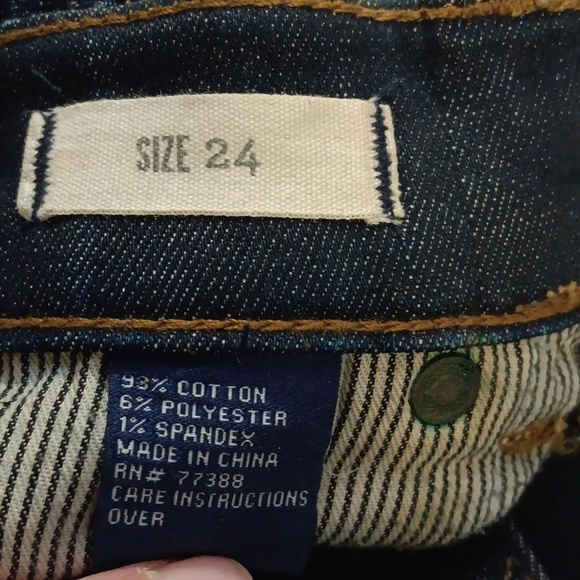 SIZE 24
93% COTTON
6% POLYESTER
1% SPANDEX
MADE IN CHINA
RN# 77388
CARE INSTRUCTIONS
OVER